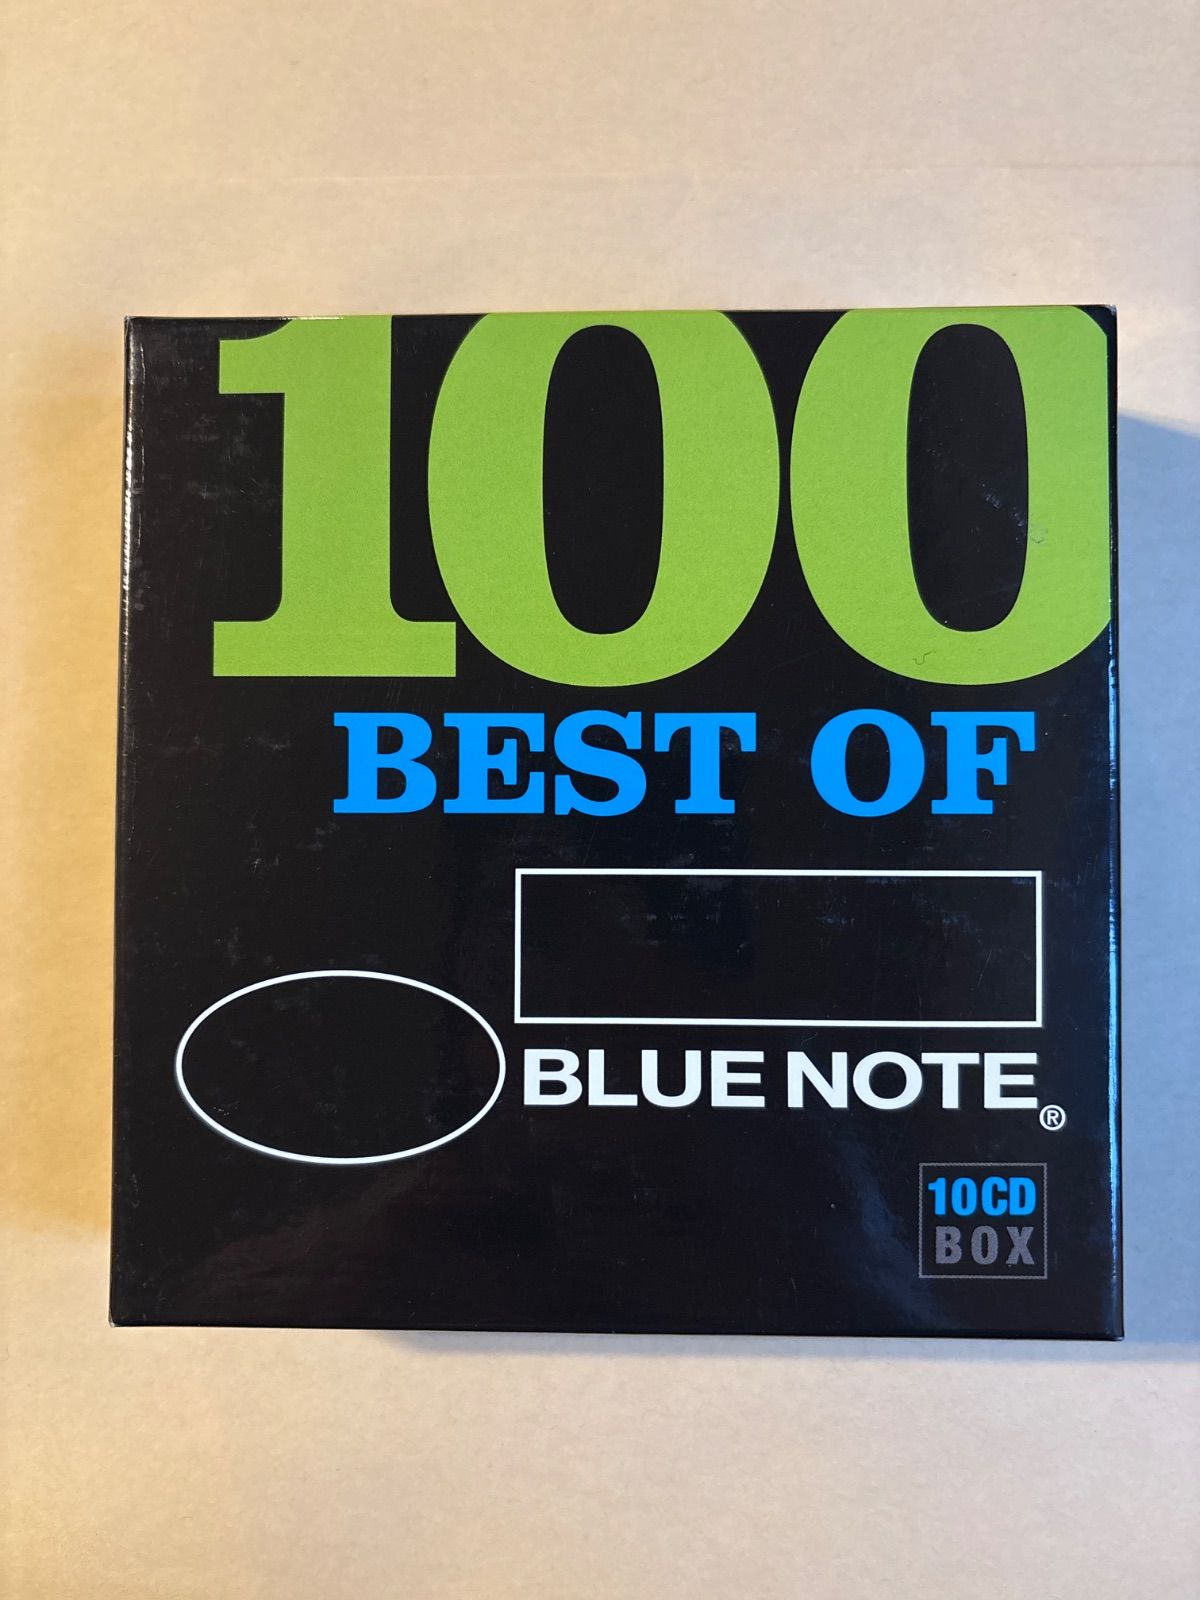 100
BEST OF
BLUE NOTE®
10CD
BOX